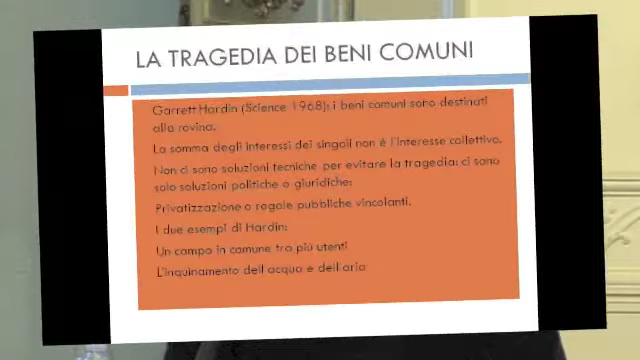 LA TRAGEDIA DEI BENI COMUNI
Garrett Hardin (Science 1968): i beni comuni sono destinati
alla rovina.
La somma degli interessi dei singoli non è l'interesse collettivo.
Non ci sono soluzioni tecniche per evitare la tragedia: ci sono
solo soluzioni politiche o giuridiche:
Privatizzazione o regole pubbliche vincolanti.
I due esempi di Hardin:
Un campo in comune tra più utenti
L'inquinamento dell'acqua e dell'aria